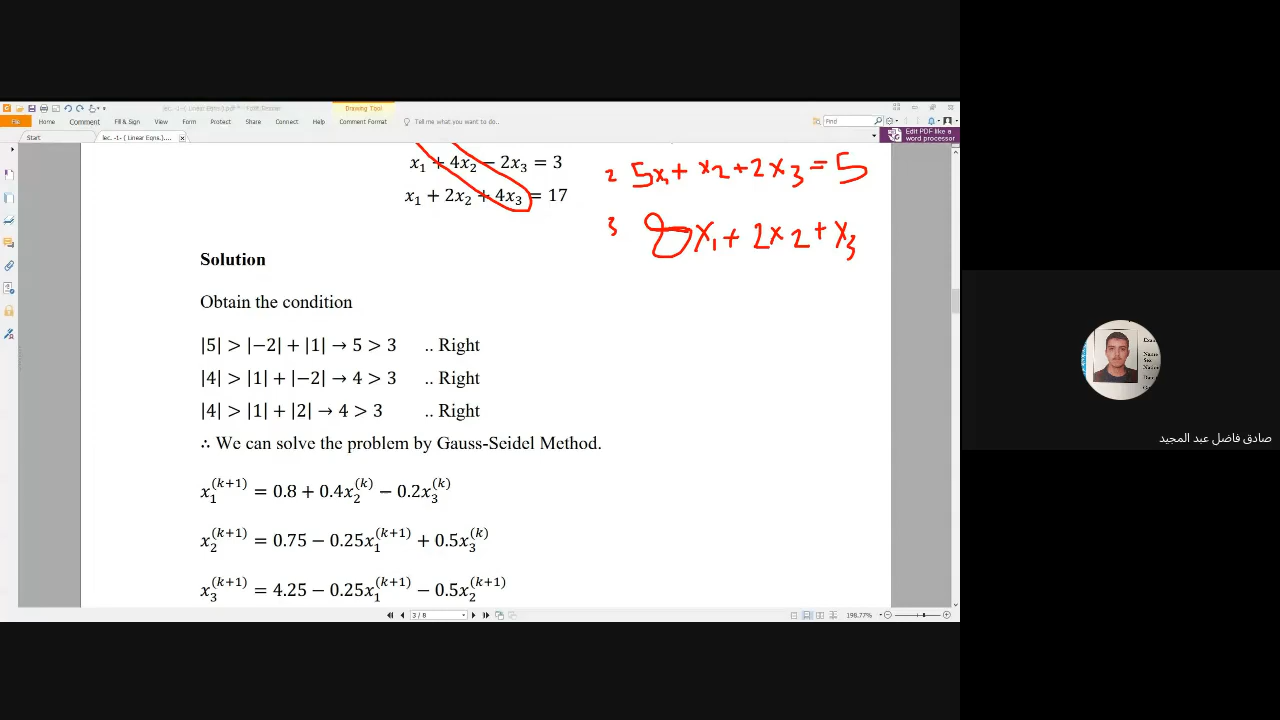 Drawing Tool
File Home Comment Fill & Sign View Form Protect Share Connect Help Comment Format Tell me what you want to do.. Find
Edit PDF like a word processor
Start lec. -1- ( Linear Eqns.)....
x₁ + 4x₂ − 2x₃ = 3
x₁ + 2x₂ + 4x₃ = 17
2 5x₁ + x2 + 2x3 = 5
3 8x₁ + 2x2 + x3
Solution
Obtain the condition
|5| > |−2| + |1| → 5 > 3 .. Right
|4| > |1| + |−2| → 4 > 3 .. Right
|4| > |1| + |2| → 4 > 3 .. Right
∴ We can solve the problem by Gauss-Seidel Method.
x₁^(k+1) = 0.8 + 0.4x₂^(k) − 0.2x₃^(k)
x₂^(k+1) = 0.75 − 0.25x₁^(k+1) + 0.5x₃^(k)
x₃^(k+1) = 4.25 − 0.25x₁^(k+1) − 0.5x₂^(k+1)
3 / 8
198.77%
صادق فاضل عبد المجيد